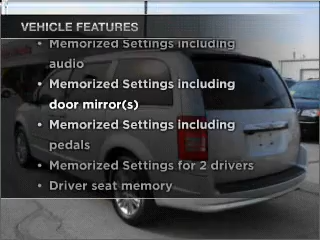 VEHICLE FEATURES
• Memorized Settings including
audio
• Memorized Settings including
door mirror(s)
• Memorized Settings including
pedals
• Memorized Settings for 2 drivers
• Driver seat memory